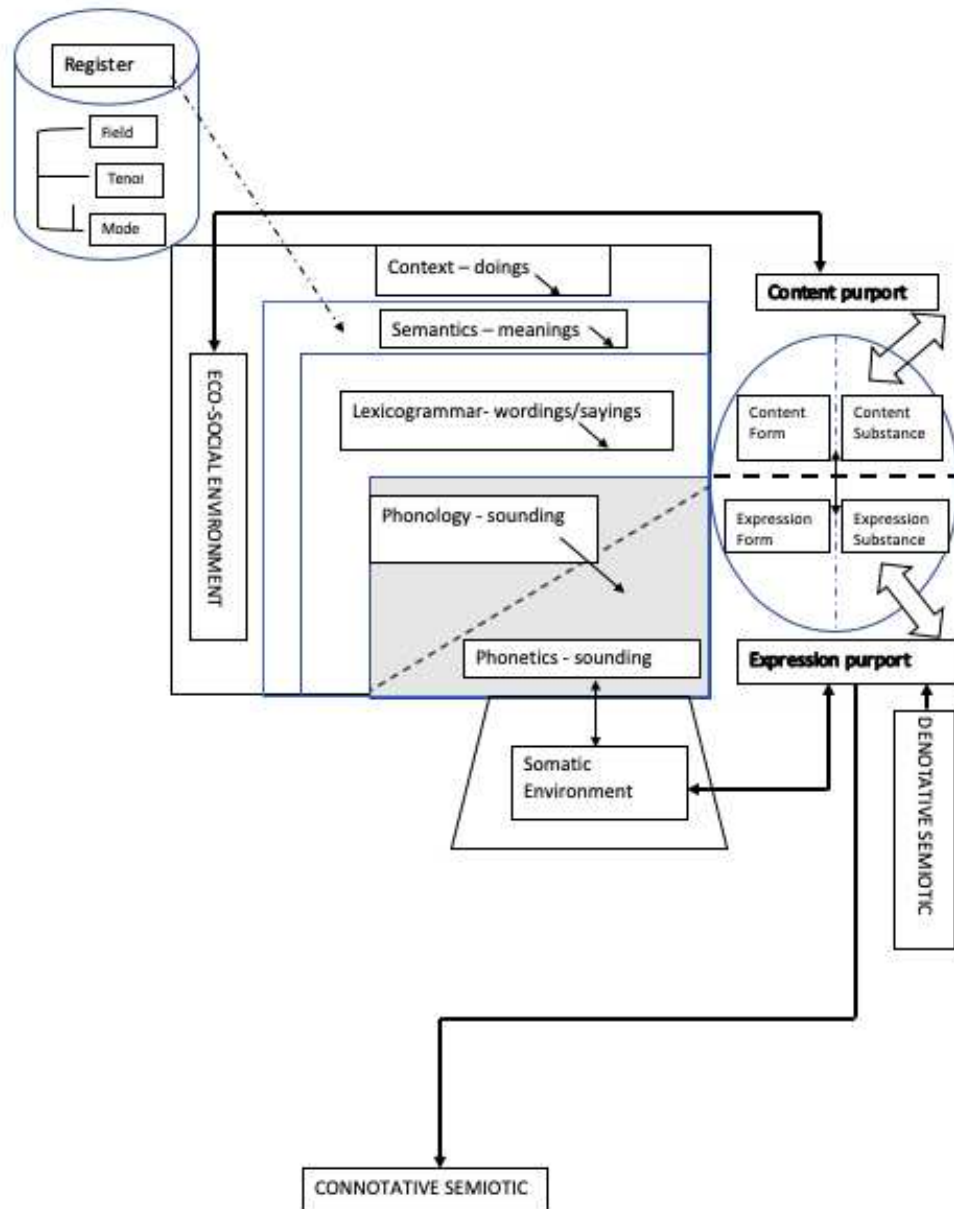 Register
Field
Tenor
Mode
Context – doings
Semantics – meanings
Lexicogrammar- wordings/sayings
Phonology - sounding
Phonetics - sounding
Somatic
Environment
ECO-SOCIAL ENVIRONMENT
Content purport
Content
Form
Content
Substance
Expression
Form
Expression
Substance
Expression purport
DENOTATIVE SEMIOTIC
CONNOTATIVE SEMIOTIC